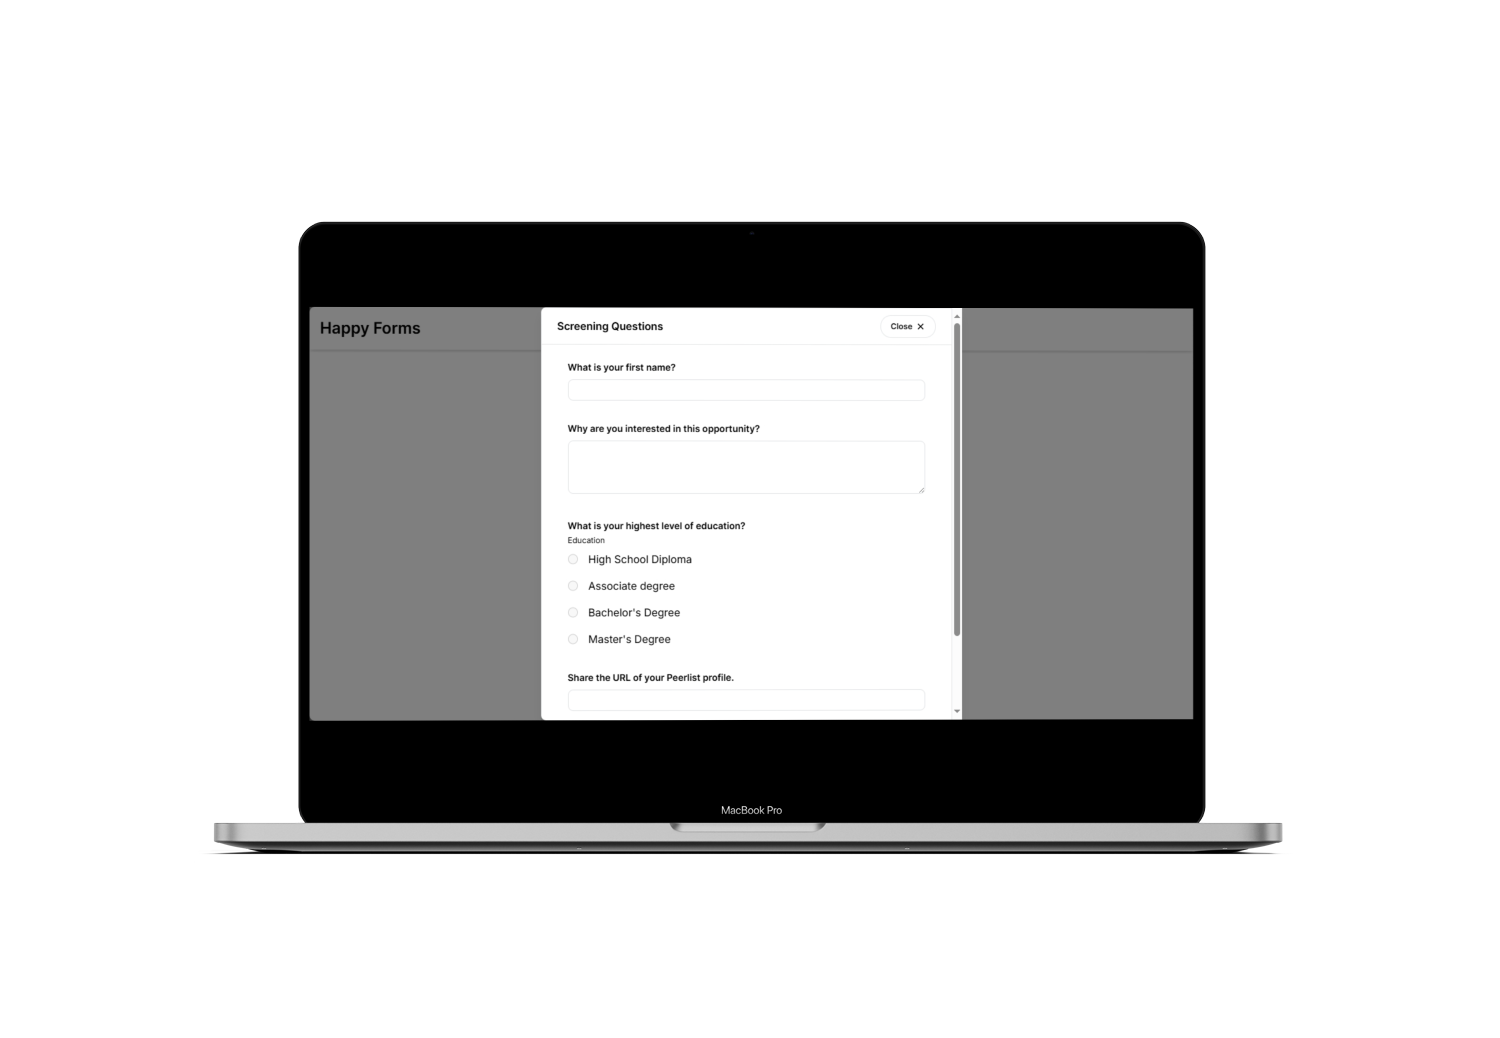 Happy Forms
Screening Questions
Close ✕
What is your first name?
Why are you interested in this opportunity?
What is your highest level of education?
Education
High School Diploma
Associate degree
Bachelor's Degree
Master's Degree
Share the URL of your Peerlist profile.
MacBook Pro